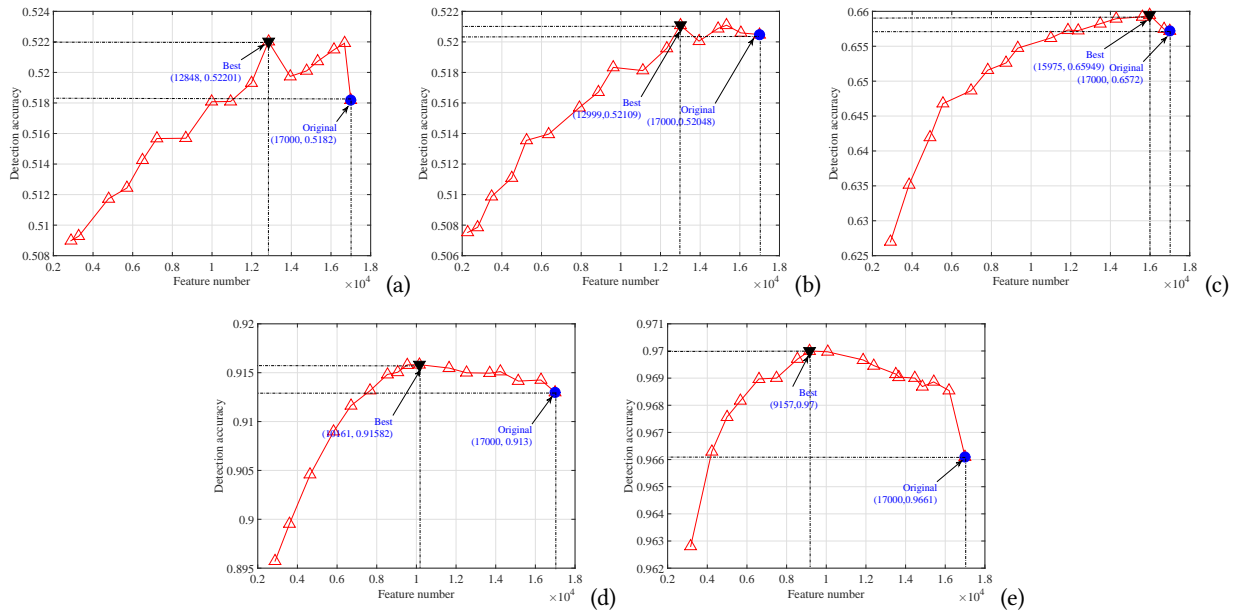 0.524
0.522
0.52
0.518
0.516
0.514
0.512
0.51
0.508
Detection accuracy
Best
(12848, 0.52201)
Original
(17000, 0.5182)
0.2 0.4 0.6 0.8 1 1.2 1.4 1.6 1.8
Feature number
×10⁴
(a)
0.522
0.52
0.518
0.516
0.514
0.512
0.51
0.508
0.506
Detection accuracy
Best
(12999,0.52109)
Original
(17000,0.52048)
0.2 0.4 0.6 0.8 1 1.2 1.4 1.6 1.8
Feature number
×10⁴
(b)
0.66
0.655
0.65
0.645
0.64
0.635
0.63
0.625
Detection accuracy
Best
(15975, 0.65949)
Original
(17000, 0.6572)
0.2 0.4 0.6 0.8 1 1.2 1.4 1.6 1.8
Feature number
×10⁴
(c)
0.92
0.915
0.91
0.905
0.9
0.895
Detection accuracy
Best
(10161, 0.91582)
Original
(17000, 0.913)
0.2 0.4 0.6 0.8 1 1.2 1.4 1.6 1.8
Feature number
×10⁴
(d)
0.971
0.97
0.969
0.968
0.967
0.966
0.965
0.964
0.963
0.962
Detection accuracy
Best
(9157,0.97)
Original
(17000,0.9661)
0.2 0.4 0.6 0.8 1 1.2 1.4 1.6 1.8
Feature number
×10⁴
(e)